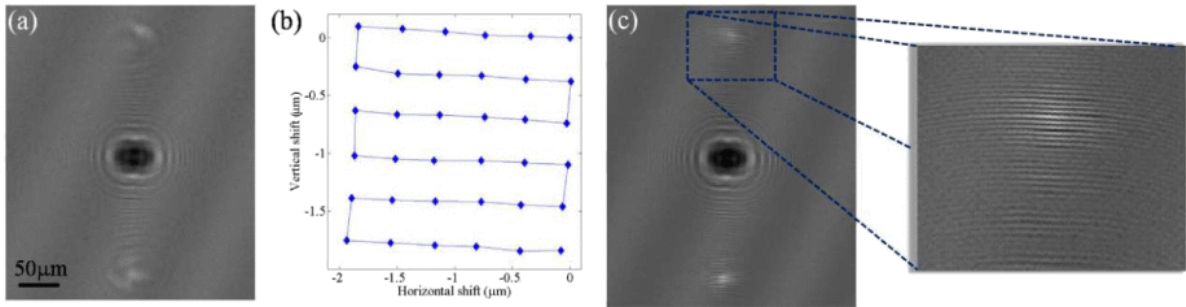 (a)
50μm
(b)
Vertical shift (μm)
0
-0.5
-1
-1.5
-2
-1.5
-1
-0.5
0
Horizontal shift (μm)
(c)